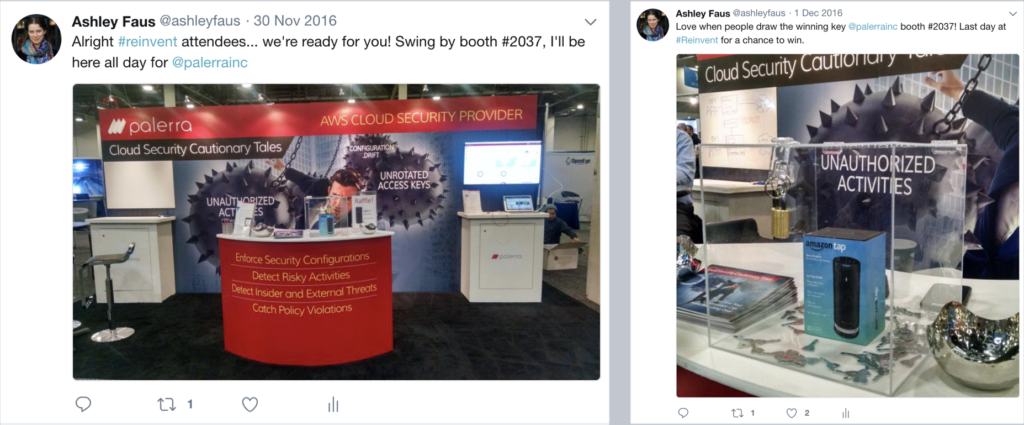 Ashley Faus @ashleyfaus · 30 Nov 2016
Alright #reinvent attendees... we're ready for you! Swing by booth #2037, I'll be
here all day for @palerrainc
palerra
AWS CLOUD SECURITY PROVIDER
Cloud Security Cautionary Tales
CONFIGURATION
DRIFT
UNROTATED
ACCESS KEYS
UNAUTHORIZED
Raffle!
palerra
Enforce Security Configurations
Detect Risky Activities
Detect Insider and External Threats
Catch Policy Violations
1
Ashley Faus @ashleyfaus · 1 Dec 2016
Love when people draw the winning key @palerrainc booth #2037! Last day at
#Reinvent for a chance to win.
Cloud Security Cautionary Tales
UNAUTHORIZED
ACTIVITIES
amazon tap
1
2